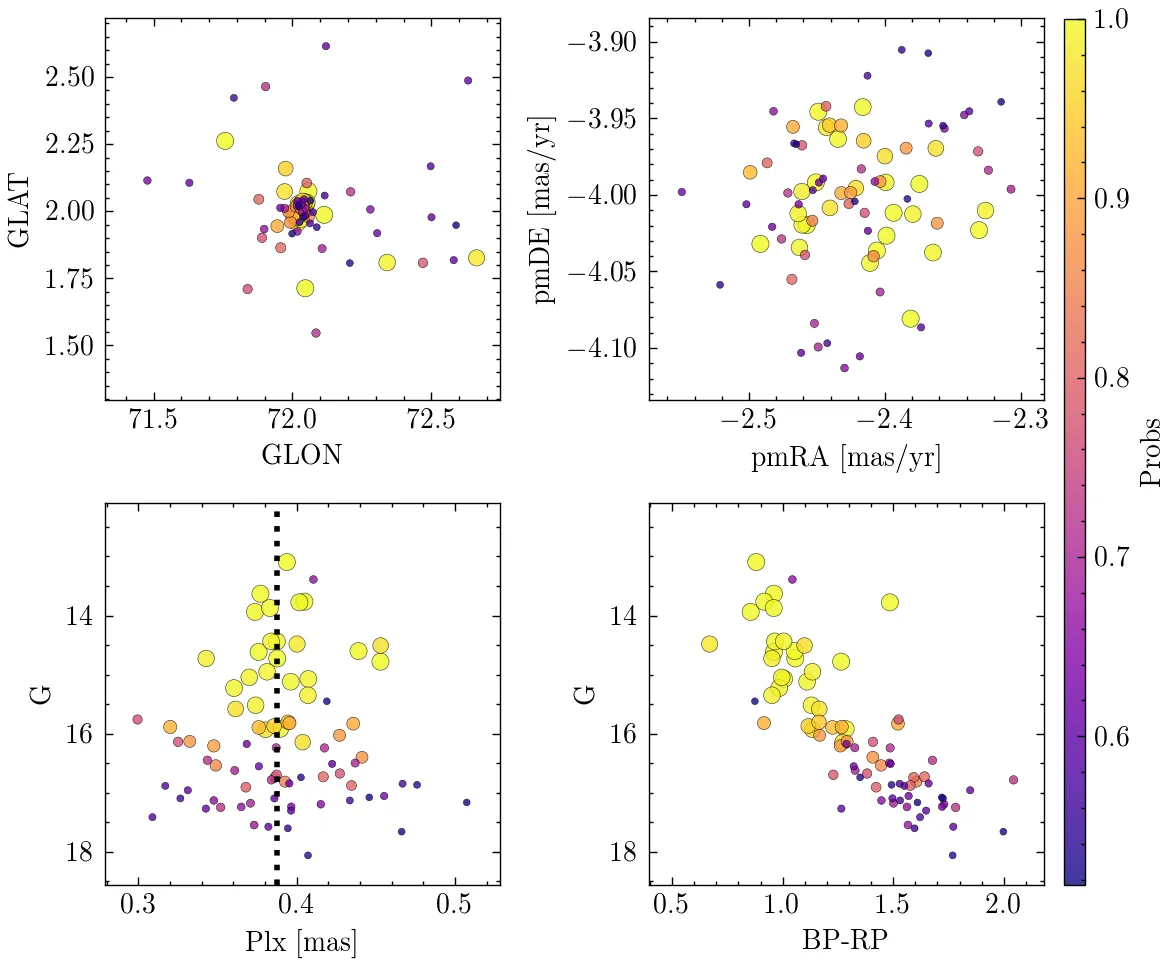 2.50
2.25
2.00
1.75
1.50
GLAT
71.5 72.0 72.5
GLON
−3.90
−3.95
−4.00
−4.05
−4.10
pmDE [mas/yr]
−2.5 −2.4 −2.3
pmRA [mas/yr]
1.0
0.9
0.8
0.7
0.6
Probs
14
16
18
G
0.3 0.4 0.5
Plx [mas]
14
16
18
G
0.5 1.0 1.5 2.0
BP-RP